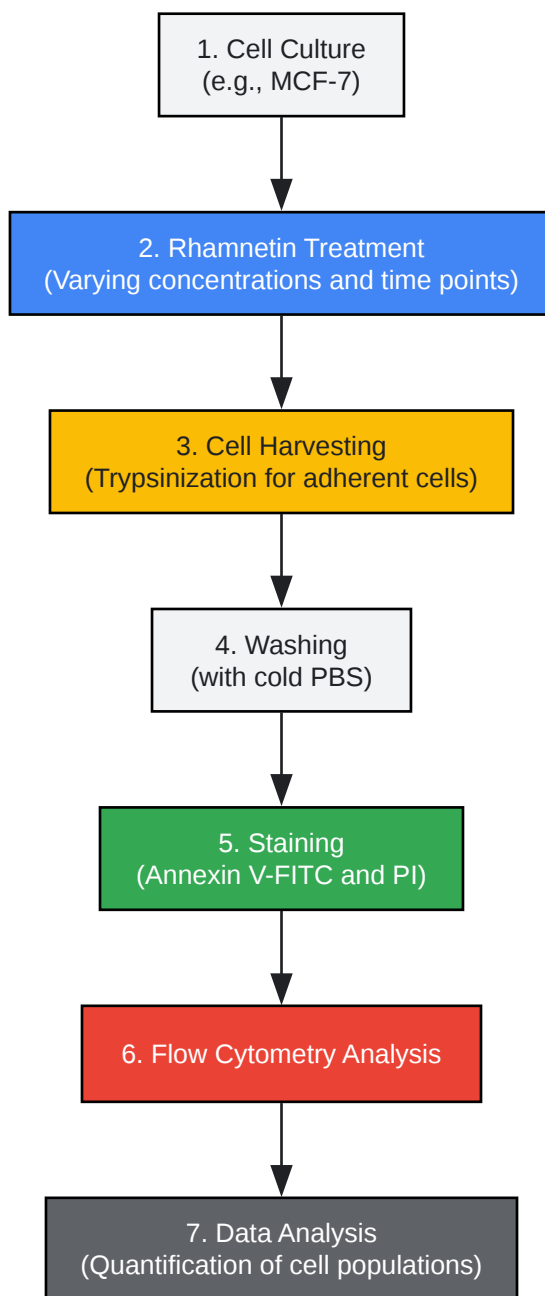 1. Cell Culture
(e.g., MCF-7)
2. Rhamnetin Treatment
(Varying concentrations and time points)
3. Cell Harvesting
(Trypsinization for adherent cells)
4. Washing
(with cold PBS)
5. Staining
(Annexin V-FITC and PI)
6. Flow Cytometry Analysis
7. Data Analysis
(Quantification of cell populations)